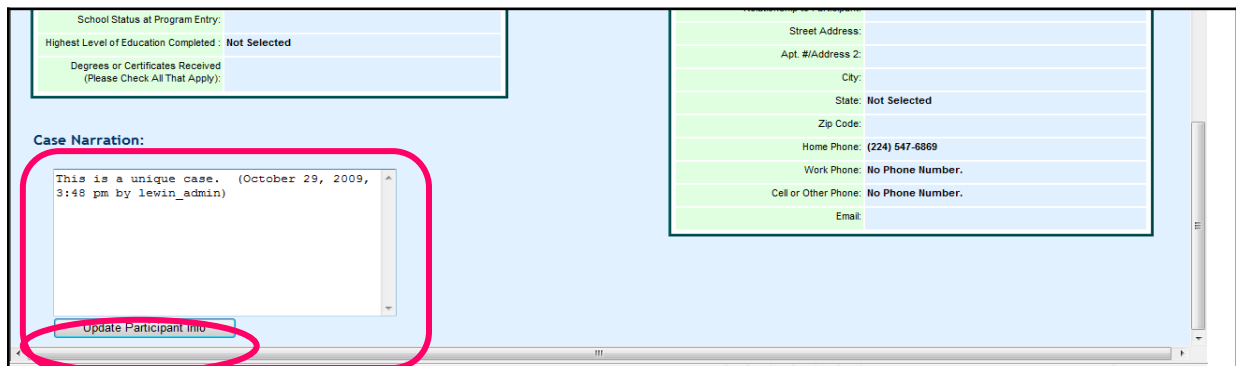 School Status at Program Entry:
Highest Level of Education Completed : Not Selected
Degrees or Certificates Received
(Please Check All That Apply):
Case Narration:
This is a unique case.  (October 29, 2009,
3:48 pm by lewin_admin)
Update Participant Info
Relationship to Participant:
Street Address:
Apt. #/Address 2:
City:
State: Not Selected
Zip Code:
Home Phone: (224) 547-6869
Work Phone: No Phone Number.
Cell or Other Phone: No Phone Number.
Email: